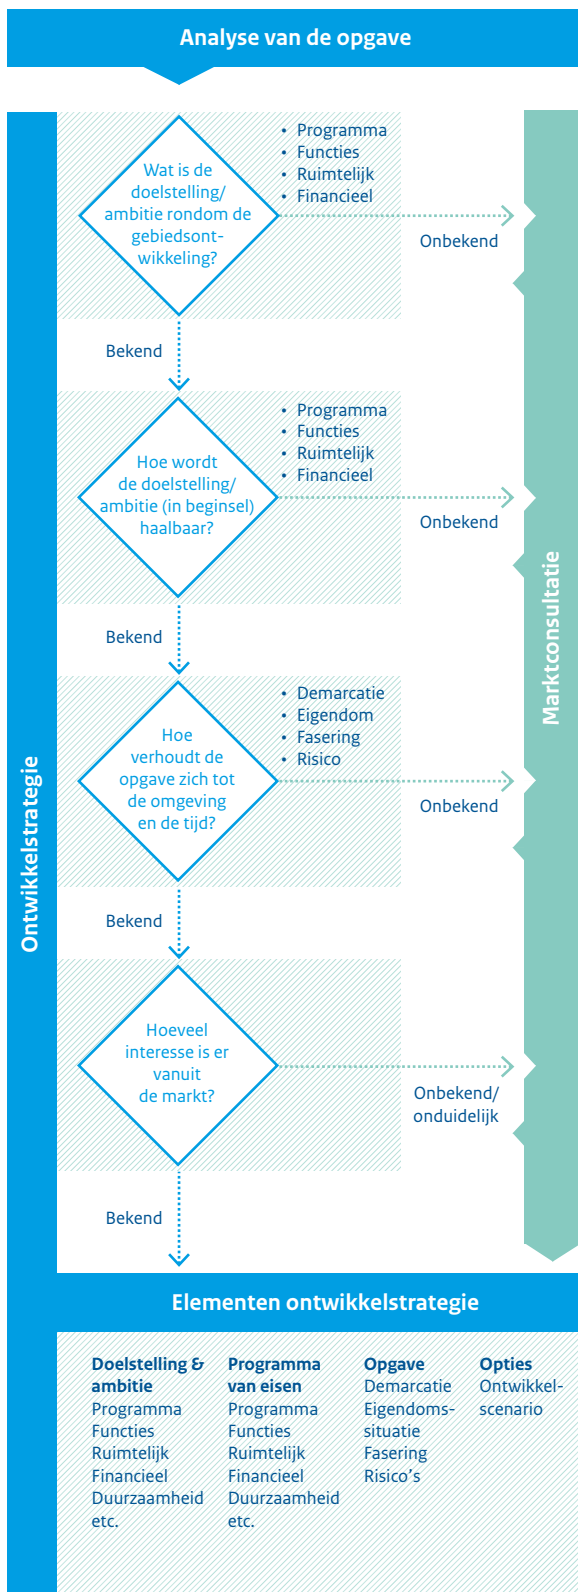 Analyse van de opgave
Wat is de
doelstelling/
ambitie rondom de
gebiedsont-
wikkeling?
• Programma
• Functies
• Ruimtelijk
• Financieel
Onbekend
Bekend
Hoe wordt
de doelstelling/
ambitie (in beginsel)
haalbaar?
• Programma
• Functies
• Ruimtelijk
• Financieel
Onbekend
Bekend
Hoe
verhoudt de
opgave zich tot
de omgeving
en de tijd?
• Demarcatie
• Eigendom
• Fasering
• Risico
Onbekend
Bekend
Hoeveel
interesse is er
vanuit
de markt?
Onbekend/
onduidelijk
Bekend
Ontwikkelstrategie
Marktconsultatie
Elementen ontwikkelstrategie
Doelstelling &
ambitie
Programma
Functies
Ruimtelijk
Financieel
Duurzaamheid
etc.
Programma
van eisen
Programma
Functies
Ruimtelijk
Financieel
Duurzaamheid
etc.
Opgave
Demarcatie
Eigendoms-
situatie
Fasering
Risico's
Opties
Ontwikkel-
scenario